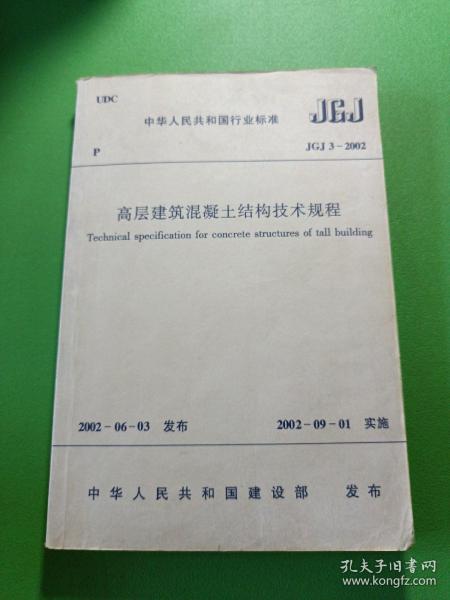 UDC
中华人民共和国行业标准
JGJ
P
JGJ 3-2002
高层建筑混凝土结构技术规程
Technical specification for concrete structures of tall building
2002-06-03 发布
2002-09-01 实施
中华人民共和国建设部 发布
孔夫子旧书网
www.kongfz.com